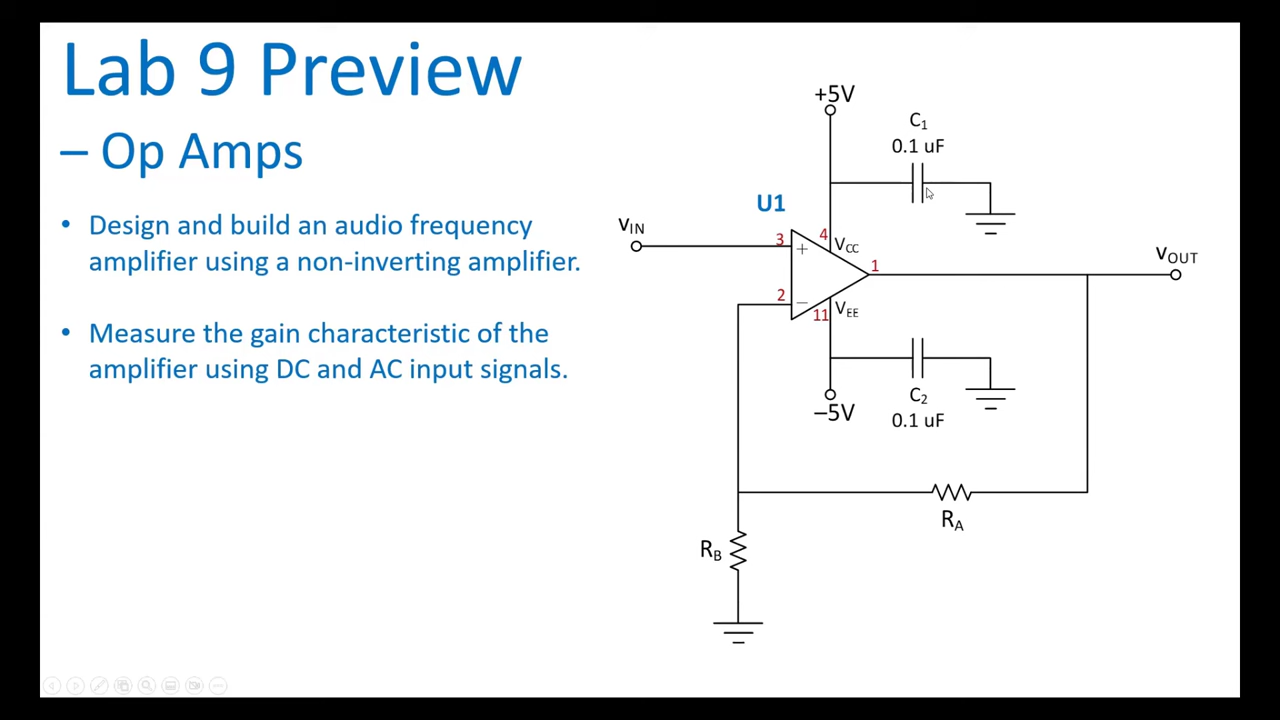 Lab 9 Preview
– Op Amps
• Design and build an audio frequency
amplifier using a non-inverting amplifier.
• Measure the gain characteristic of the
amplifier using DC and AC input signals.
+5V
C1
0.1 uF
U1
vIN
3
+
4
VCC
1
vOUT
2
–
11
VEE
–5V
C2
0.1 uF
RA
RB